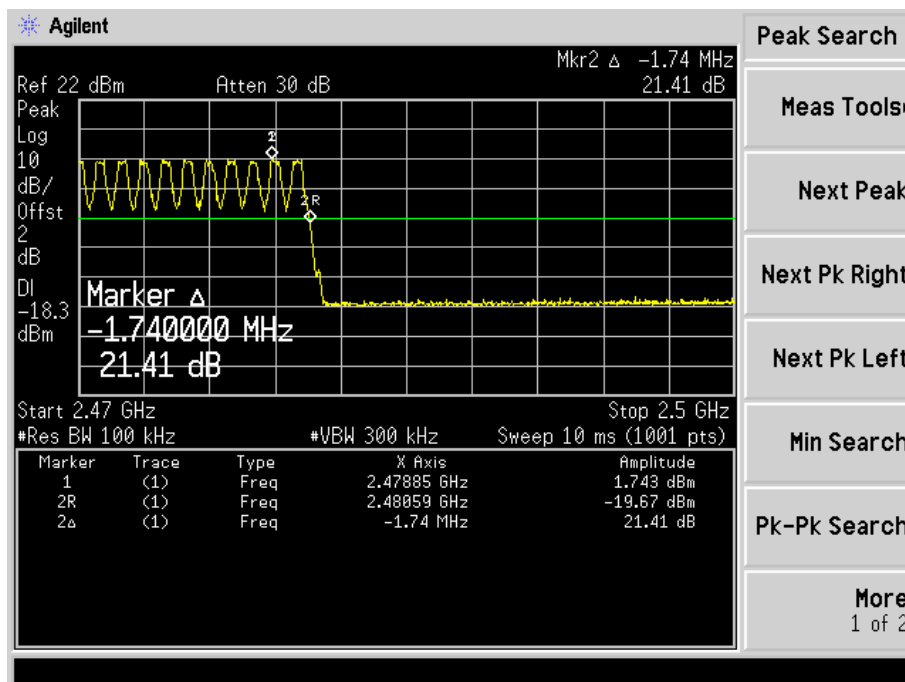 Agilent
Peak Search
Mkr2 Δ -1.74 MHz
Ref 22 dBm Atten 30 dB 21.41 dB
Peak
Log
10
dB/
Offst
2
dB
DI
-18.3
dBm
2
2R
Marker Δ
-1.740000 MHz
21.41 dB
Start 2.47 GHz Stop 2.5 GHz
#Res BW 100 kHz #VBW 300 kHz Sweep 10 ms (1001 pts)
Marker Trace Type X Axis Amplitude
1 (1) Freq 2.47885 GHz 1.743 dBm
2R (1) Freq 2.48059 GHz -19.67 dBm
2Δ (1) Freq -1.74 MHz 21.41 dB
Meas Tools
Next Peak
Next Pk Right
Next Pk Left
Min Search
Pk-Pk Search
More
1 of 2